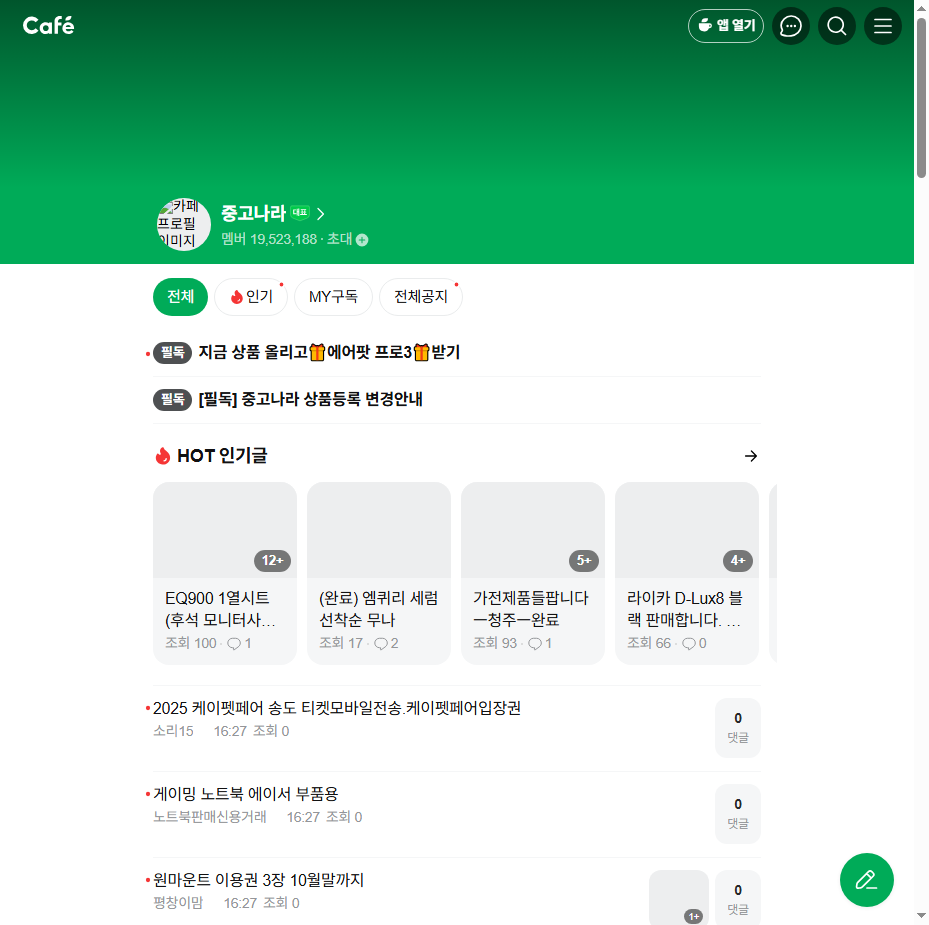 Café
앱 열기
카페
프로필
이미지
중고나라 대표
멤버 19,523,188 · 초대
전체
인기
MY구독
전체공지
필독 지금 상품 올리고🎁에어팟 프로3🎁받기
필독 [필독] 중고나라 상품등록 변경안내
HOT 인기글
12+
EQ900 1열시트
(후석 모니터사…
조회 100 · 1
(완료) 엠퀴리 세럼
선착순 무나
조회 17 · 2
5+
가전제품들팝니다
ㅡ청주ㅡ완료
조회 93 · 1
4+
라이카 D-Lux8 블
랙 판매합니다. …
조회 66 · 0
2025 케이펫페어 송도 티켓모바일전송.케이펫페어입장권
소리15 16:27 조회 0
0
댓글
게이밍 노트북 에이서 부품용
노트북판매신용거래 16:27 조회 0
0
댓글
원마운트 이용권 3장 10월말까지
평창이맘 16:27 조회 0
1+
0
댓글